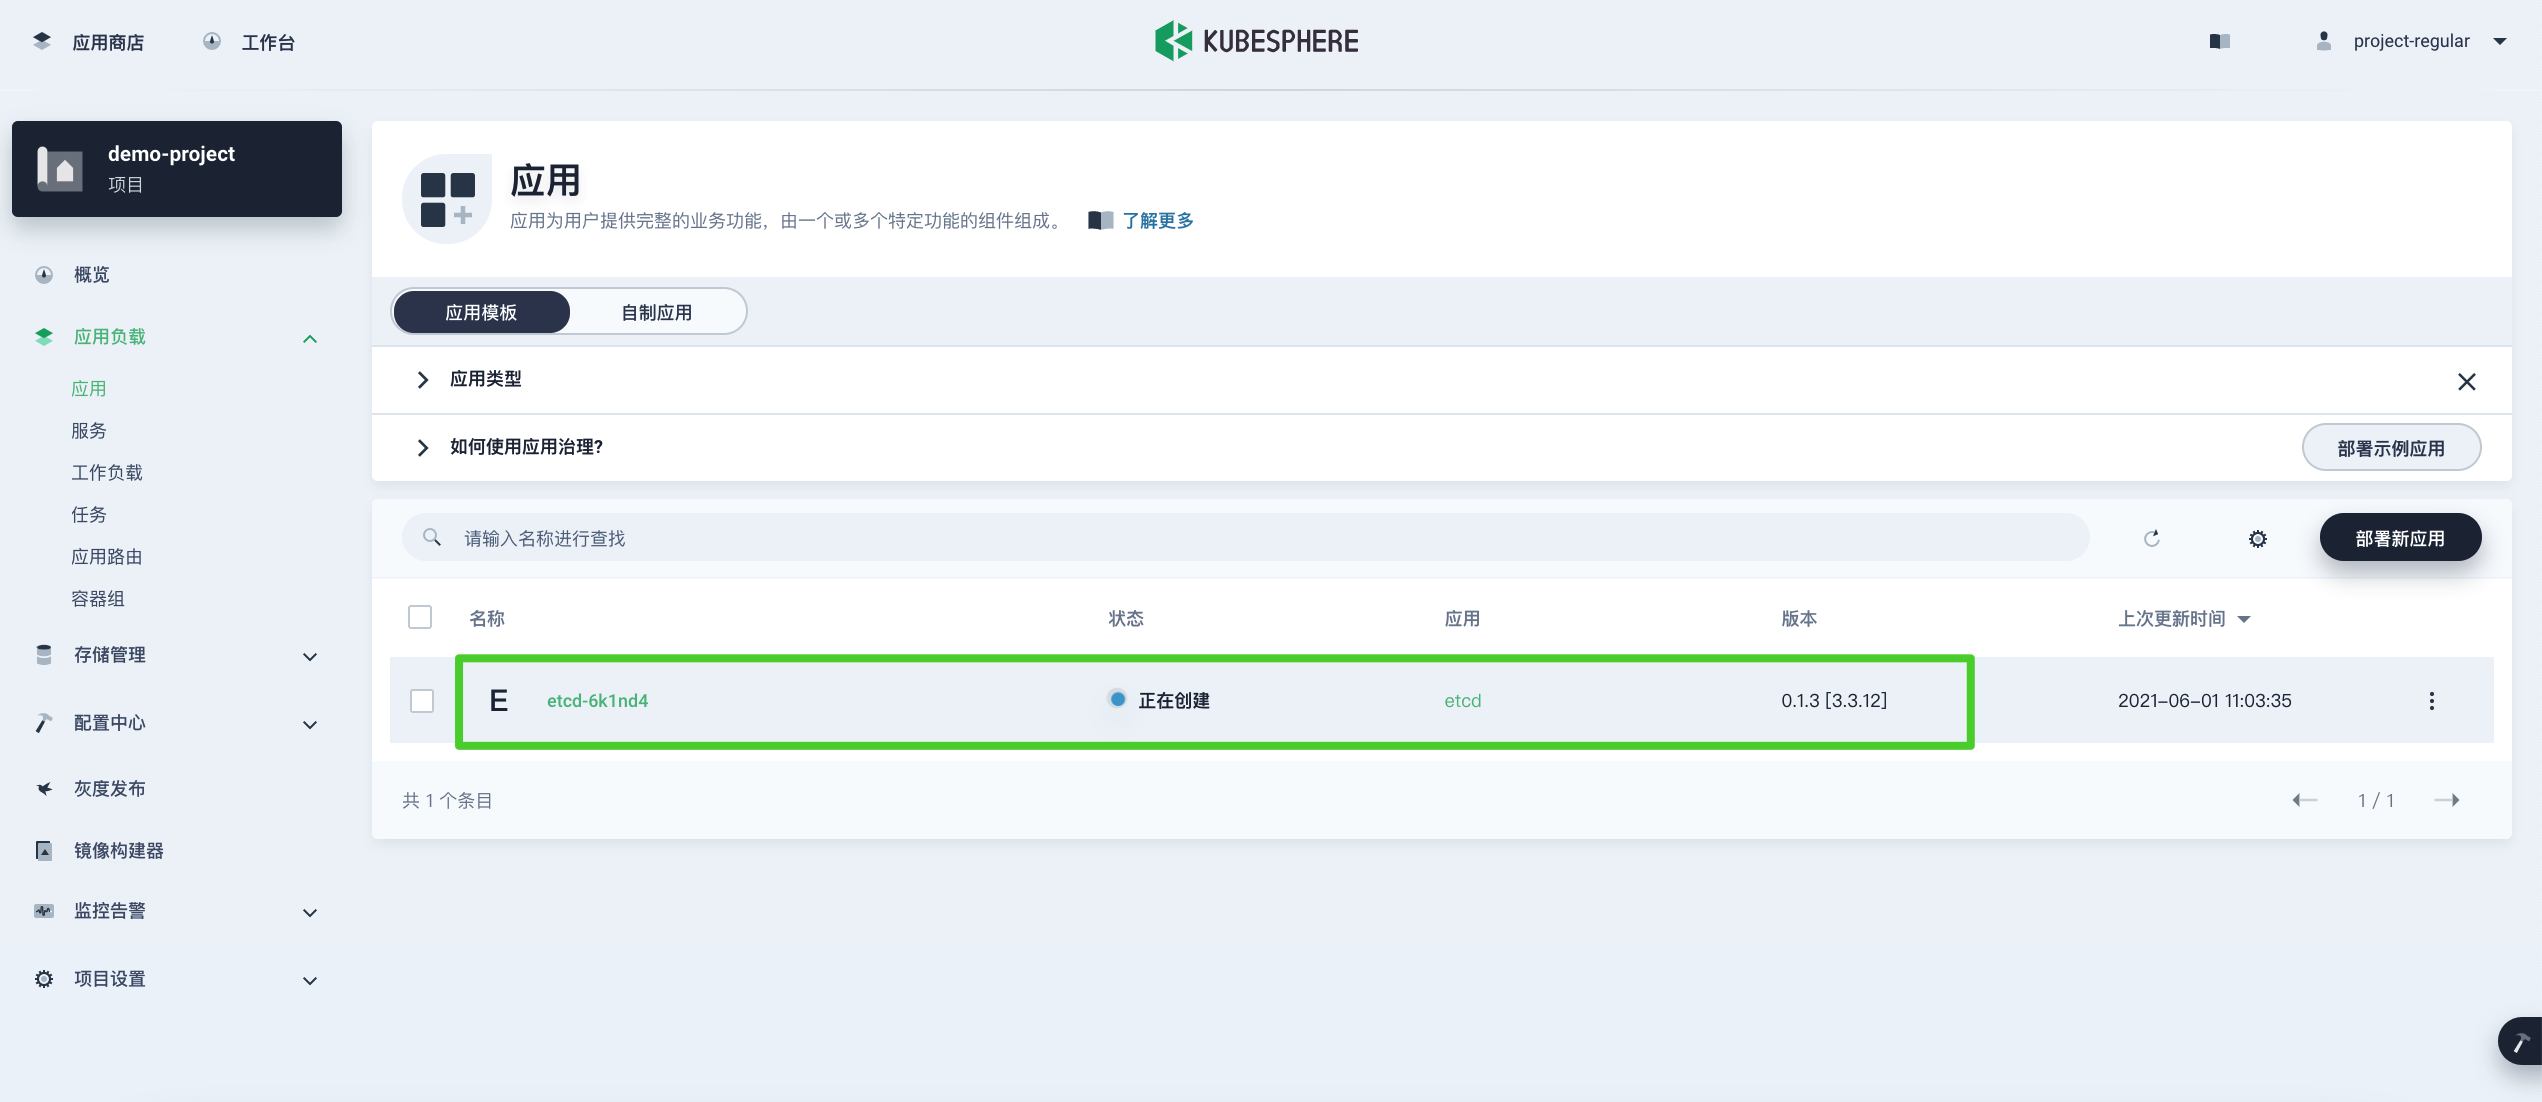 应用商店
工作台
KUBESPHERE
project-regular
demo-project
项目
概览
应用负载
应用
服务
工作负载
任务
应用路由
容器组
存储管理
配置中心
灰度发布
镜像构建器
监控告警
项目设置
应用
应用为用户提供完整的业务功能，由一个或多个特定功能的组件组成。 了解更多
应用模板 自制应用
应用类型
如何使用应用治理?
部署示例应用
请输入名称进行查找
部署新应用
名称 状态 应用 版本 上次更新时间
E etcd-6k1nd4 正在创建 etcd 0.1.3 [3.3.12] 2021-06-01 11:03:35
共 1 个条目
1 / 1